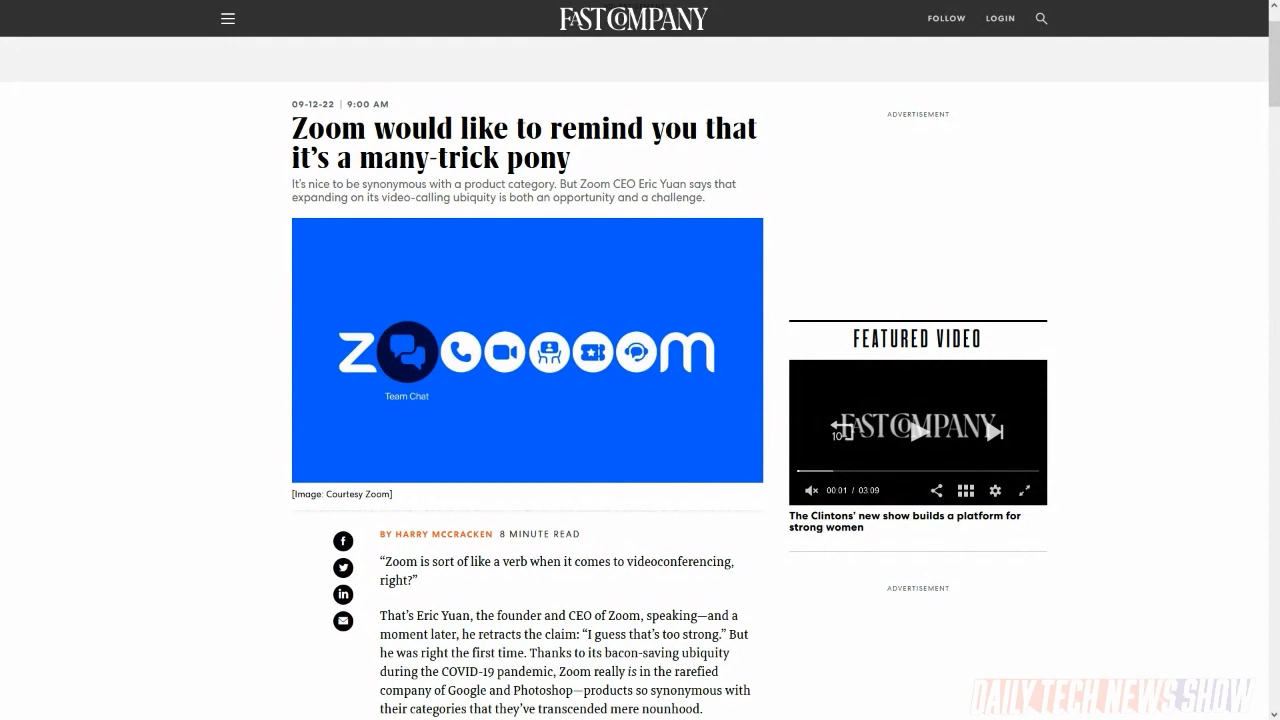 FAST COMPANY
FOLLOW
LOGIN
09-12-22 | 9:00 AM
Zoom would like to remind you that
it’s a many-trick pony
It’s nice to be synonymous with a product category. But Zoom CEO Eric Yuan says that
expanding on its video-calling ubiquity is both an opportunity and a challenge.
zoooooom
Team Chat
[Image: Courtesy Zoom]
BY HARRY MCCRACKEN 8 MINUTE READ
“Zoom is sort of like a verb when it comes to videoconferencing,
right?”
That’s Eric Yuan, the founder and CEO of Zoom, speaking—and a
moment later, he retracts the claim: “I guess that’s too strong.” But
he was right the first time. Thanks to its bacon-saving ubiquity
during the COVID-19 pandemic, Zoom really is in the rarefied
company of Google and Photoshop—products so synonymous with
their categories that they’ve transcended mere nounhood.
ADVERTISEMENT
FEATURED VIDEO
FAST COMPANY
10
00:01 / 03:09
The Clintons’ new show builds a platform for
strong women
ADVERTISEMENT
DAILY TECH NEWS SHOW